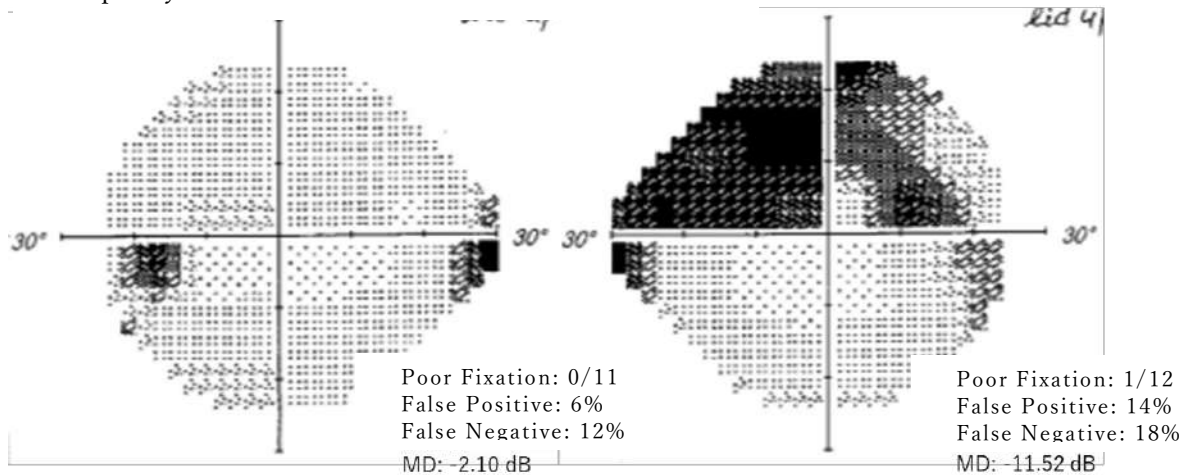 lid
30° 30° 30° 30°
Poor Fixation: 0/11
False Positive: 6%
False Negative: 12%
MD: -2.10 dB
Poor Fixation: 1/12
False Positive: 14%
False Negative: 18%
MD: -11.52 dB